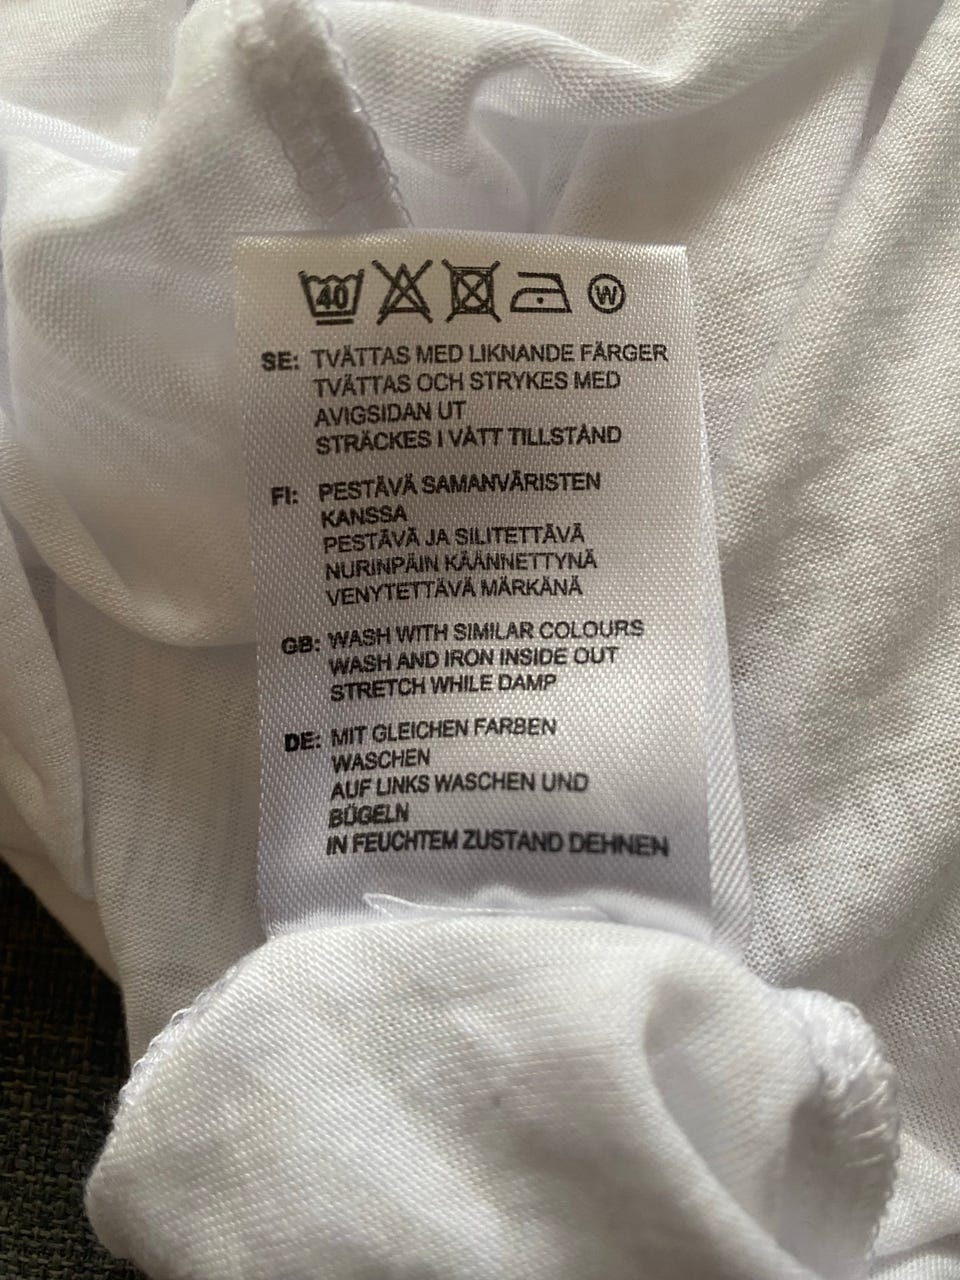 40 W
SE: TVÄTTAS MED LIKNANDE FÄRGER
TVÄTTAS OCH STRYKES MED
AVIGSIDAN UT
STRÄCKES I VÅTT TILLSTÅND
FI: PESTÄVÄ SAMANVÄRISTEN
KANSSA
PESTÄVÄ JA SILITETTÄVÄ
NURINPÄIN KÄÄNNETTYNÄ
VENYTETTÄVÄ MÄRKÄNÄ
GB: WASH WITH SIMILAR COLOURS
WASH AND IRON INSIDE OUT
STRETCH WHILE DAMP
DE: MIT GLEICHEN FARBEN
WASCHEN
AUF LINKS WASCHEN UND
BÜGELN
IN FEUCHTEM ZUSTAND DEHNEN